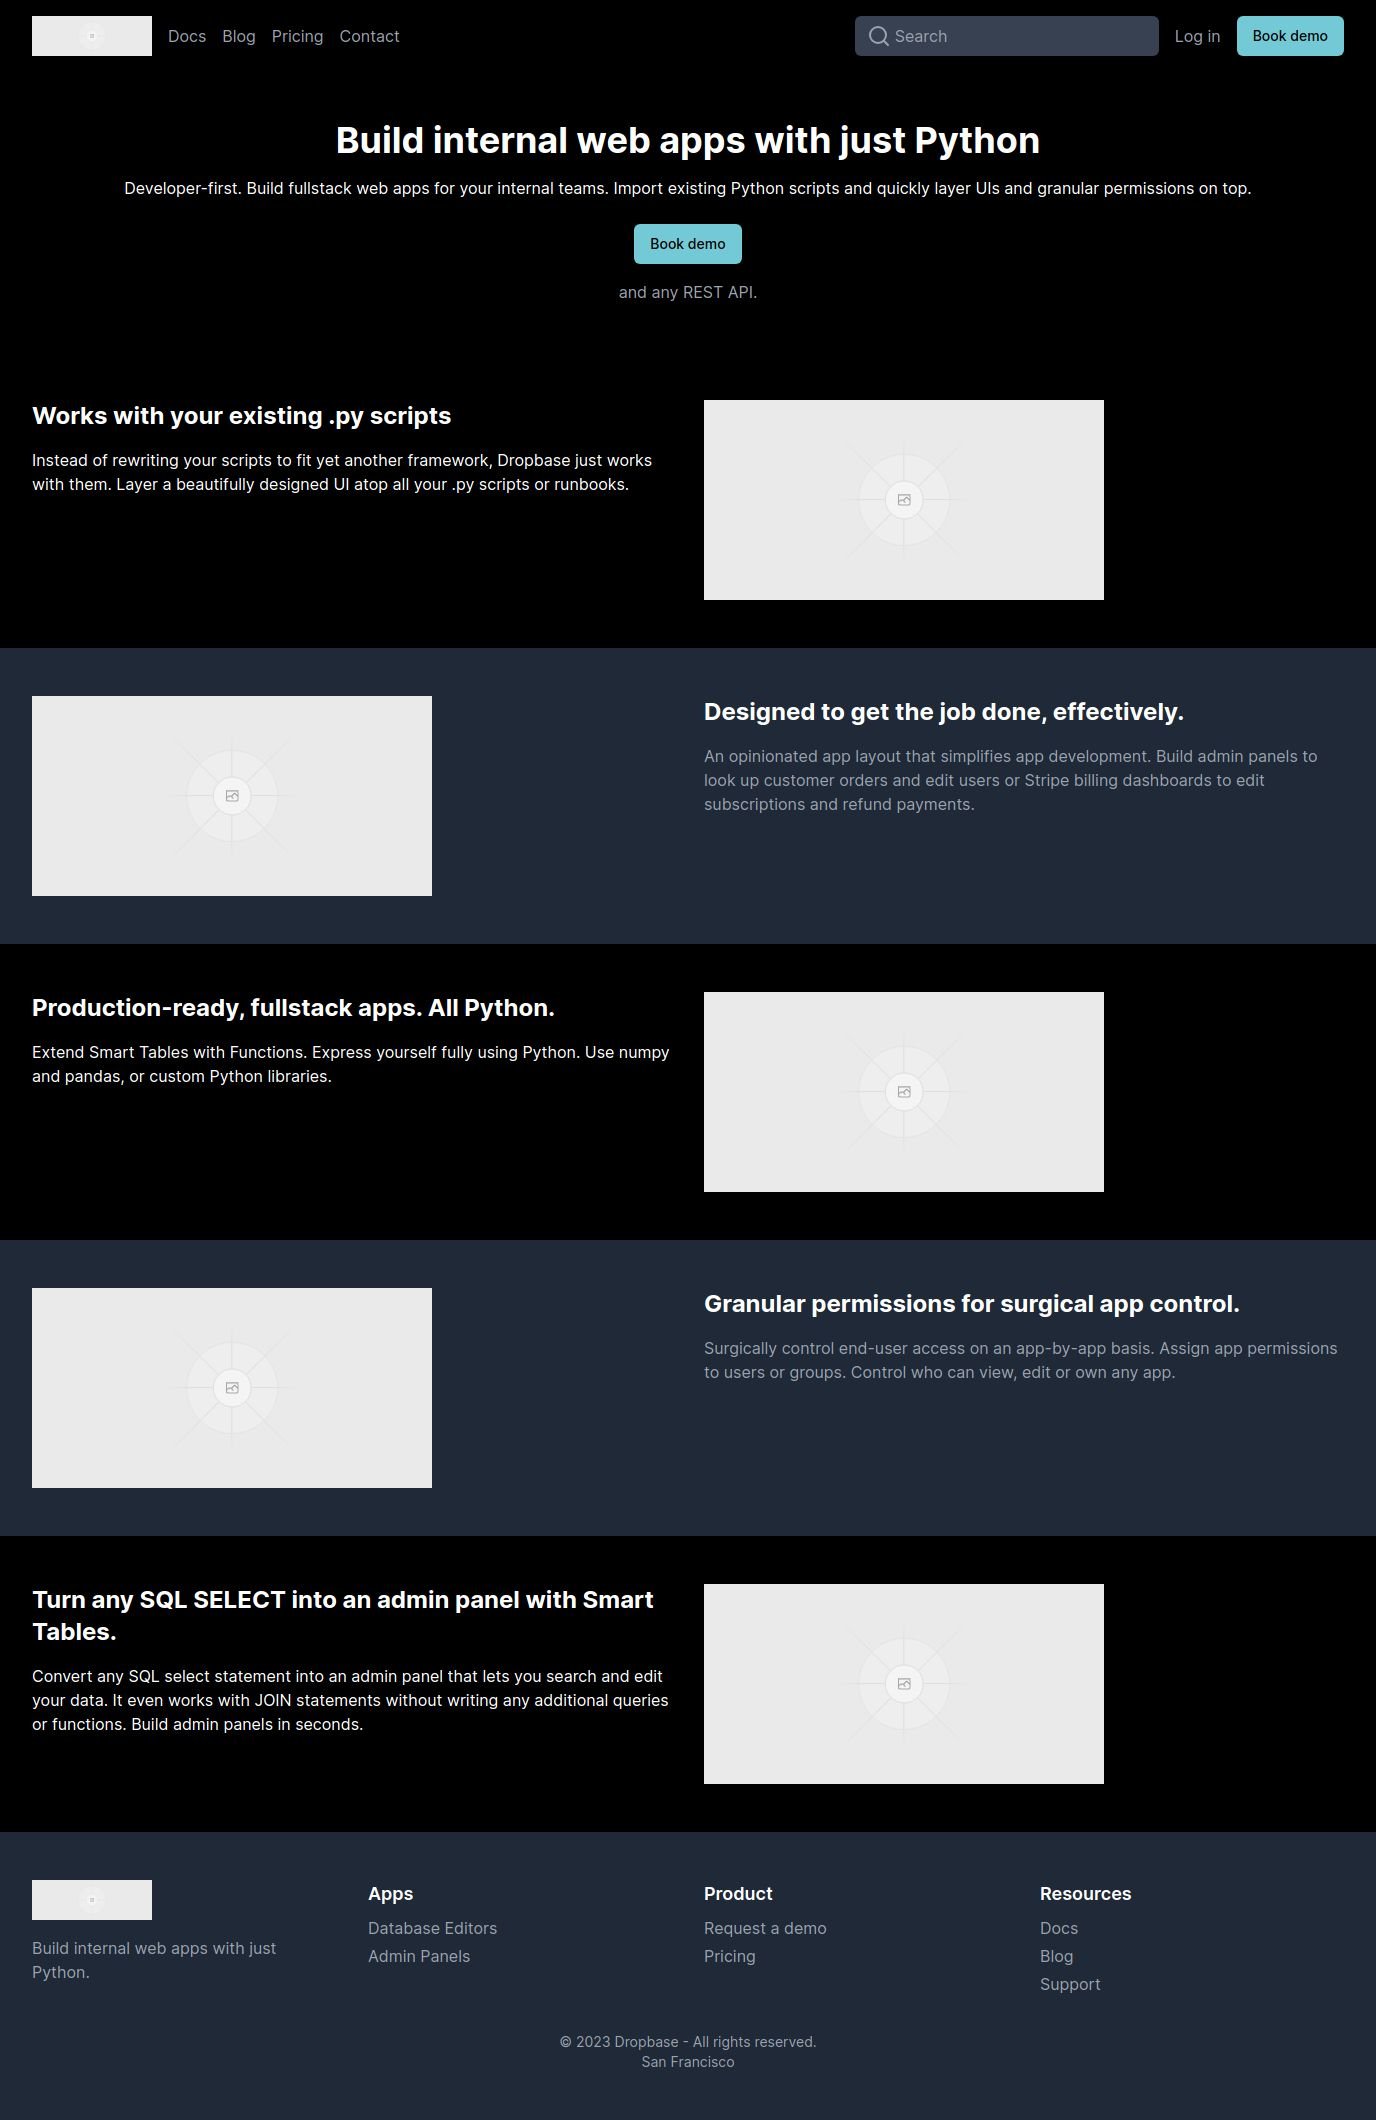 Docs Blog Pricing Contact Search Log in Book demo
Build internal web apps with just Python
Developer-first. Build fullstack web apps for your internal teams. Import existing Python scripts and quickly layer UIs and granular permissions on top.
Book demo
and any REST API.
Works with your existing .py scripts
Instead of rewriting your scripts to fit yet another framework, Dropbase just works
with them. Layer a beautifully designed UI atop all your .py scripts or runbooks.
Designed to get the job done, effectively.
An opinionated app layout that simplifies app development. Build admin panels to
look up customer orders and edit users or Stripe billing dashboards to edit
subscriptions and refund payments.
Production-ready, fullstack apps. All Python.
Extend Smart Tables with Functions. Express yourself fully using Python. Use numpy
and pandas, or custom Python libraries.
Granular permissions for surgical app control.
Surgically control end-user access on an app-by-app basis. Assign app permissions
to users or groups. Control who can view, edit or own any app.
Turn any SQL SELECT into an admin panel with Smart
Tables.
Convert any SQL select statement into an admin panel that lets you search and edit
your data. It even works with JOIN statements without writing any additional queries
or functions. Build admin panels in seconds.
Build internal web apps with just
Python.
Apps
Database Editors
Admin Panels
Product
Request a demo
Pricing
Resources
Docs
Blog
Support
© 2023 Dropbase - All rights reserved.
San Francisco